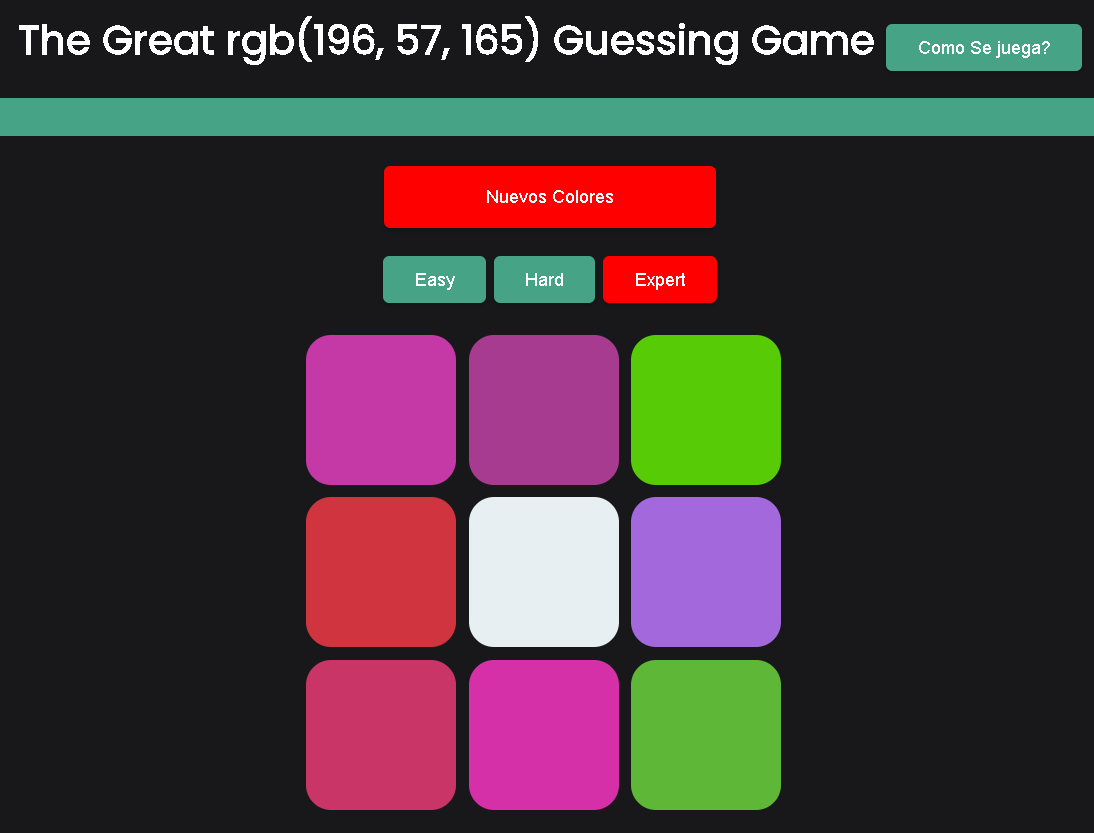 The Great rgb(196, 57, 165) Guessing Game
Como Se juega?
Nuevos Colores
Easy
Hard
Expert